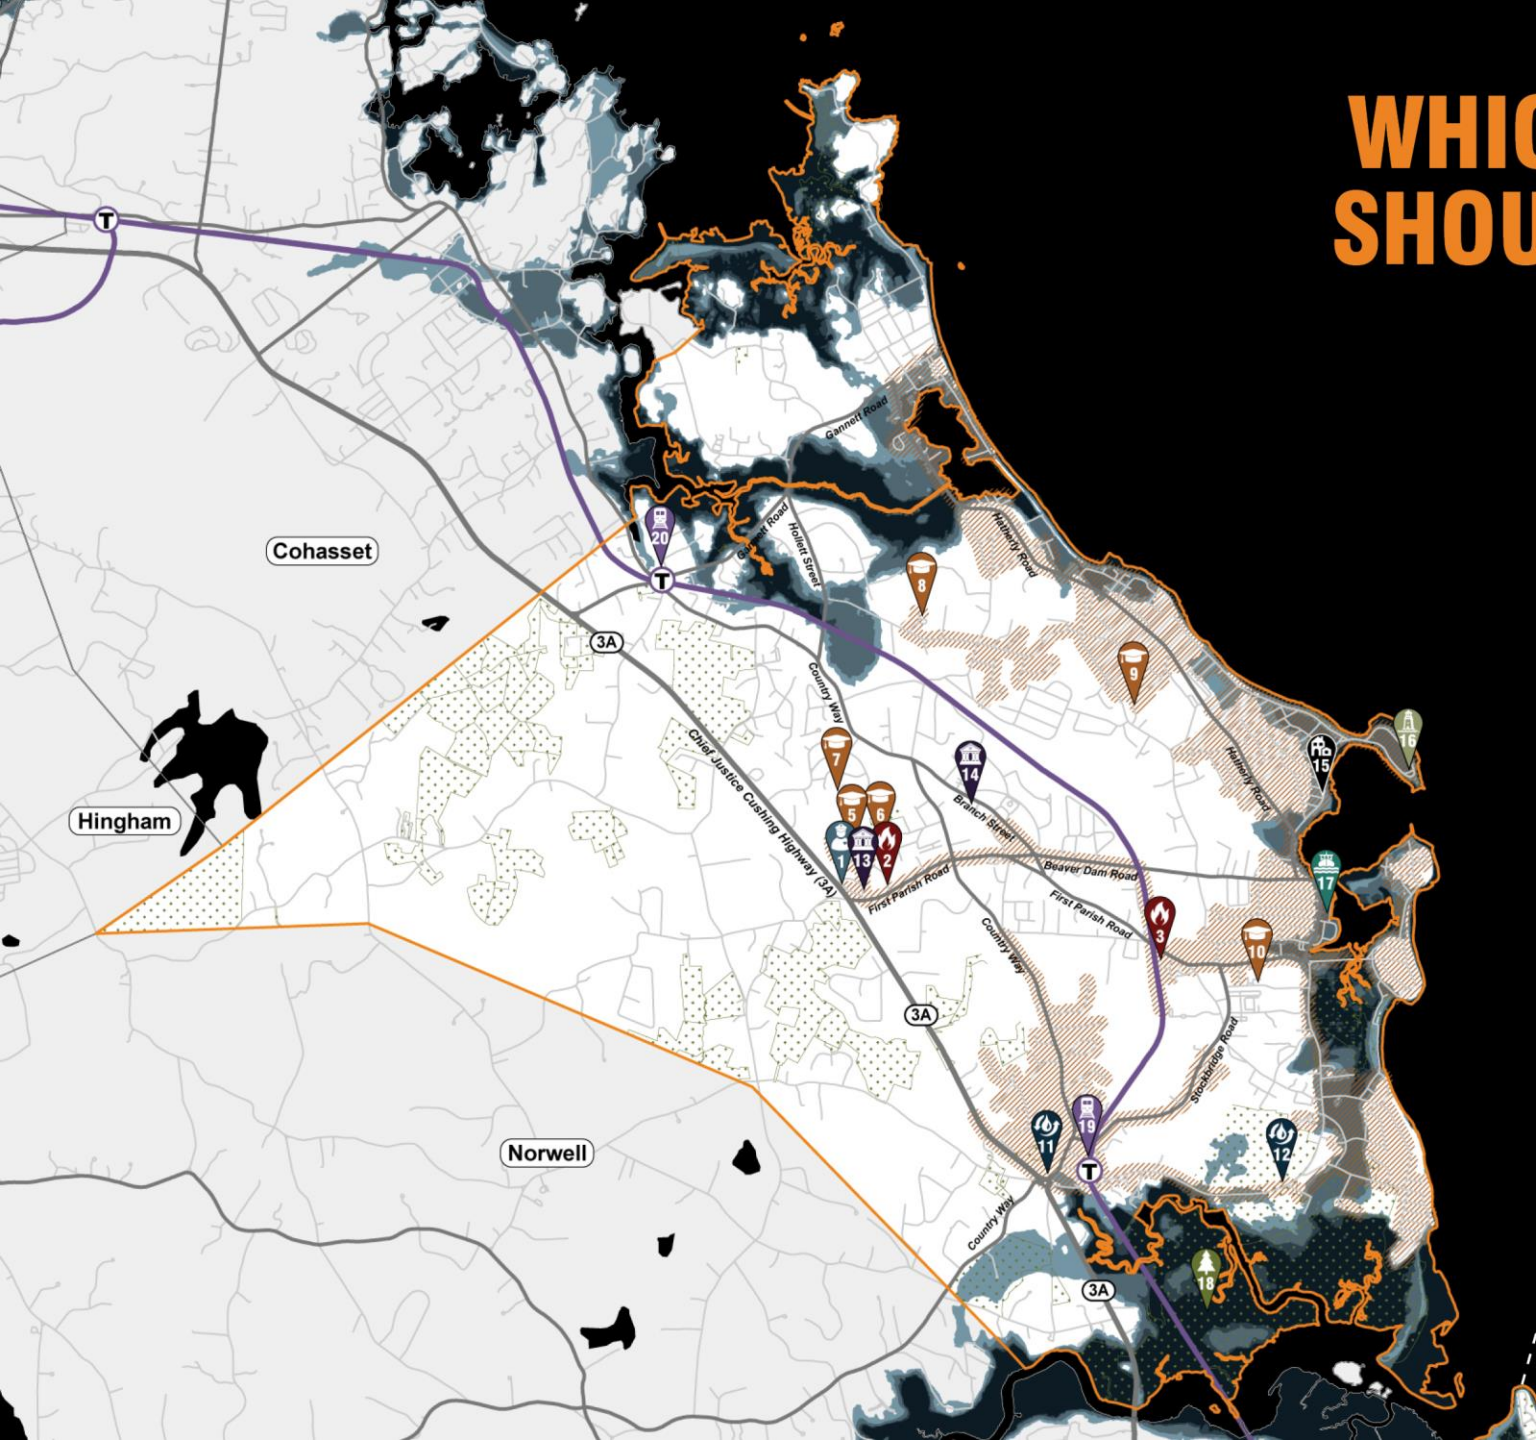 WHIC
SHOU
T
Gannett Road
Cohasset
20
Gannett Road
Hollett Street
Hatherly Road
T
8
3A
9
Country Way
7
14
16
15
Chief Justice Cushing Highway (3A)
Hatherly Road
Hingham
5
6
Branch Street
1
13
2
First Parish Road
Beaver Dam Road
17
First Parish Road
3
10
Country Way
3A
Stockbridge Road
19
11
12
Norwell
T
Country Way
18
3A